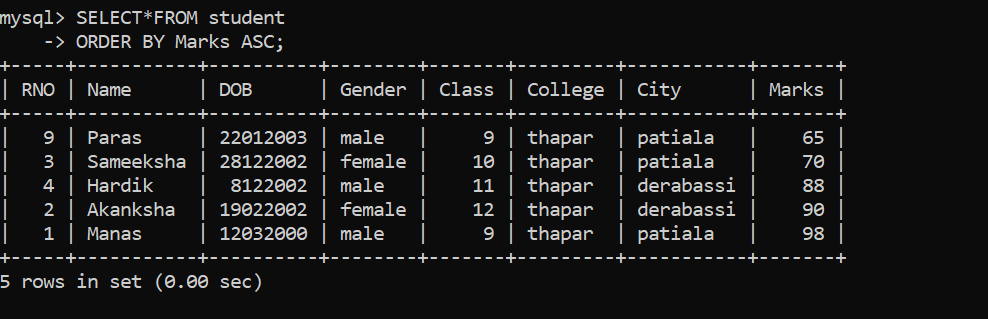 mysql> SELECT*FROM student
    -> ORDER BY Marks ASC;
+-----+-----------+----------+--------+-------+---------+-----------+-------+
| RNO | Name      | DOB      | Gender | Class | College | City      | Marks |
+-----+-----------+----------+--------+-------+---------+-----------+-------+
|   9 | Paras     | 22012003 | male   |     9 | thapar  | patiala   |    65 |
|   3 | Sameeksha | 28122002 | female |    10 | thapar  | patiala   |    70 |
|   4 | Hardik    |  8122002 | male   |    11 | thapar  | derabassi |    88 |
|   2 | Akanksha  | 19022002 | female |    12 | thapar  | derabassi |    90 |
|   1 | Manas     | 12032000 | male   |     9 | thapar  | patiala   |    98 |
+-----+-----------+----------+--------+-------+---------+-----------+-------+
5 rows in set (0.00 sec)